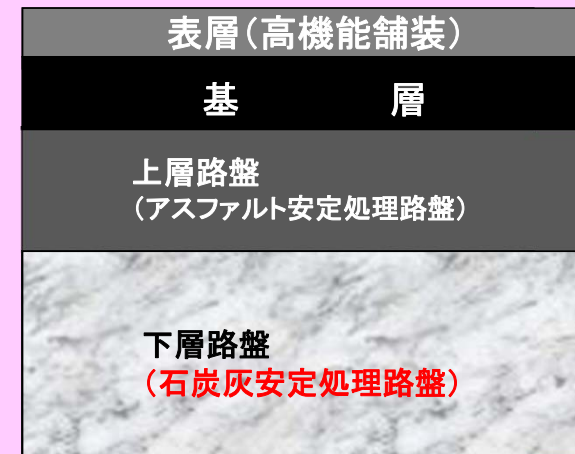 表層（高機能舗装）
基　　　層
上層路盤
（アスファルト安定処理路盤）
下層路盤
（石炭灰安定処理路盤）